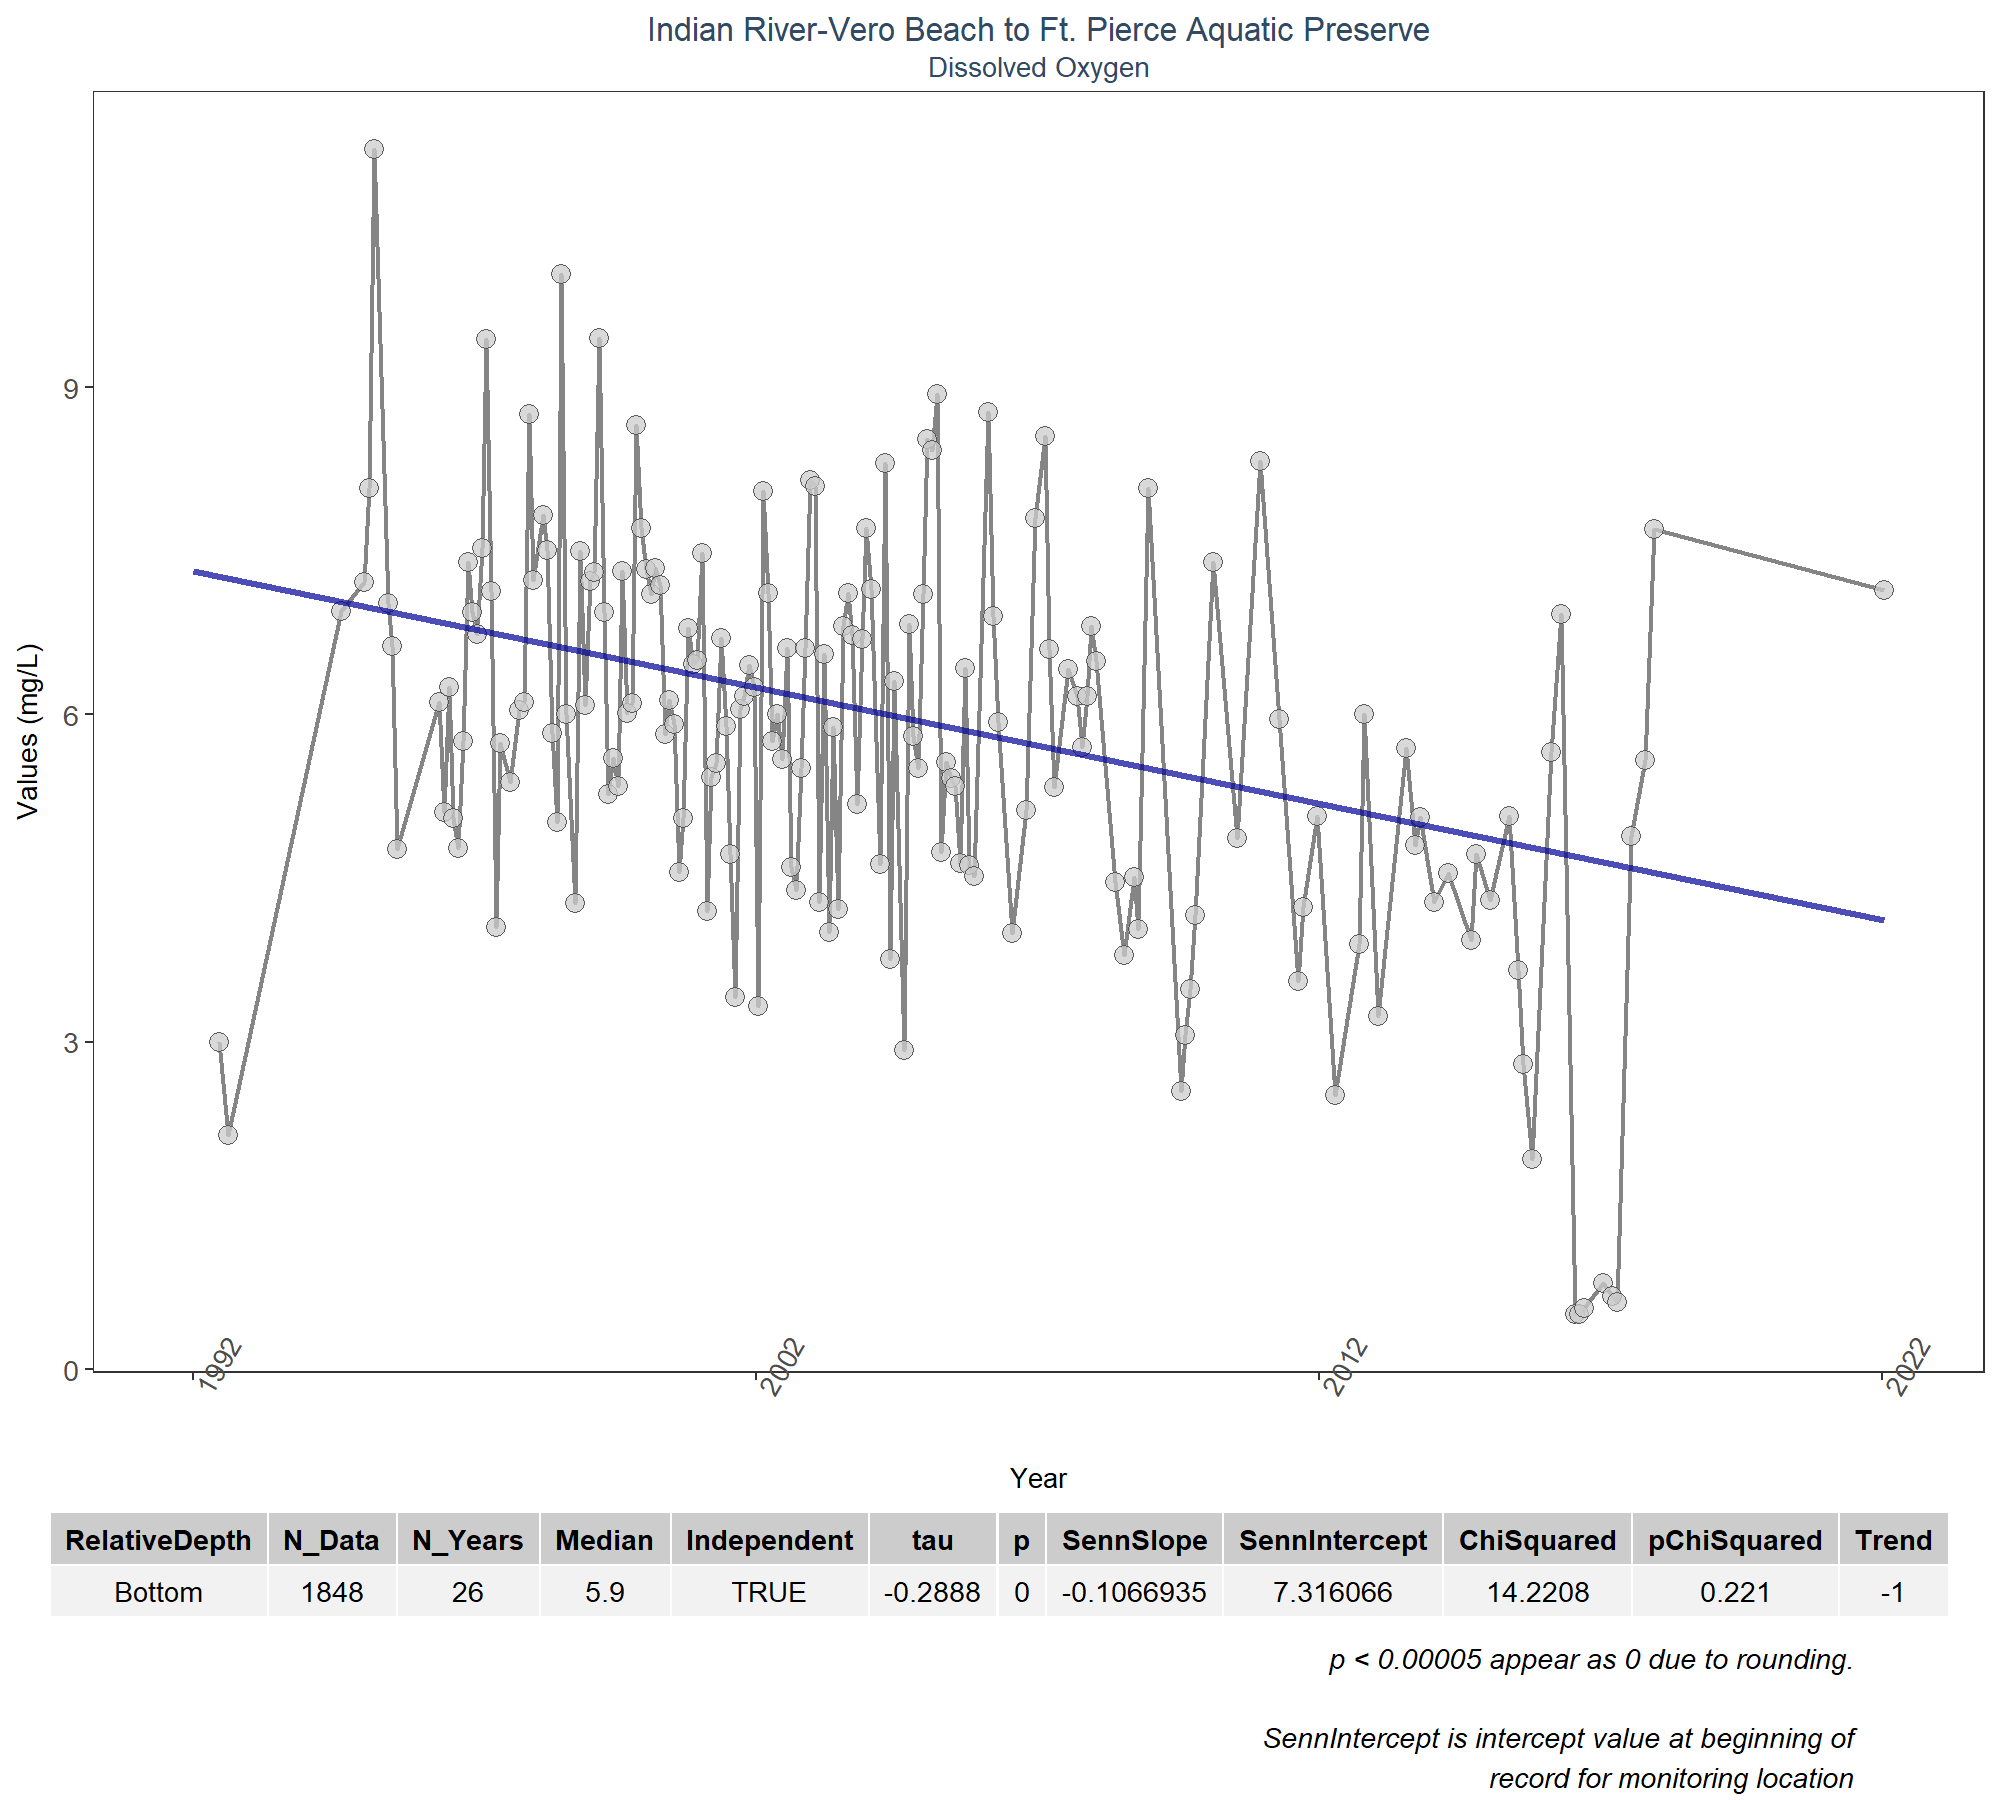 Indian River-Vero Beach to Ft. Pierce Aquatic Preserve
Dissolved Oxygen
Values (mg/L)
9
6
3
0
1992 2002 2012 2022
Year
RelativeDepth N_Data N_Years Median Independent tau p SennSlope SennIntercept ChiSquared pChiSquared Trend
Bottom 1848 26 5.9 TRUE -0.2888 0 -0.1066935 7.316066 14.2208 0.221 -1
p < 0.00005 appear as 0 due to rounding.
SennIntercept is intercept value at beginning of
record for monitoring location